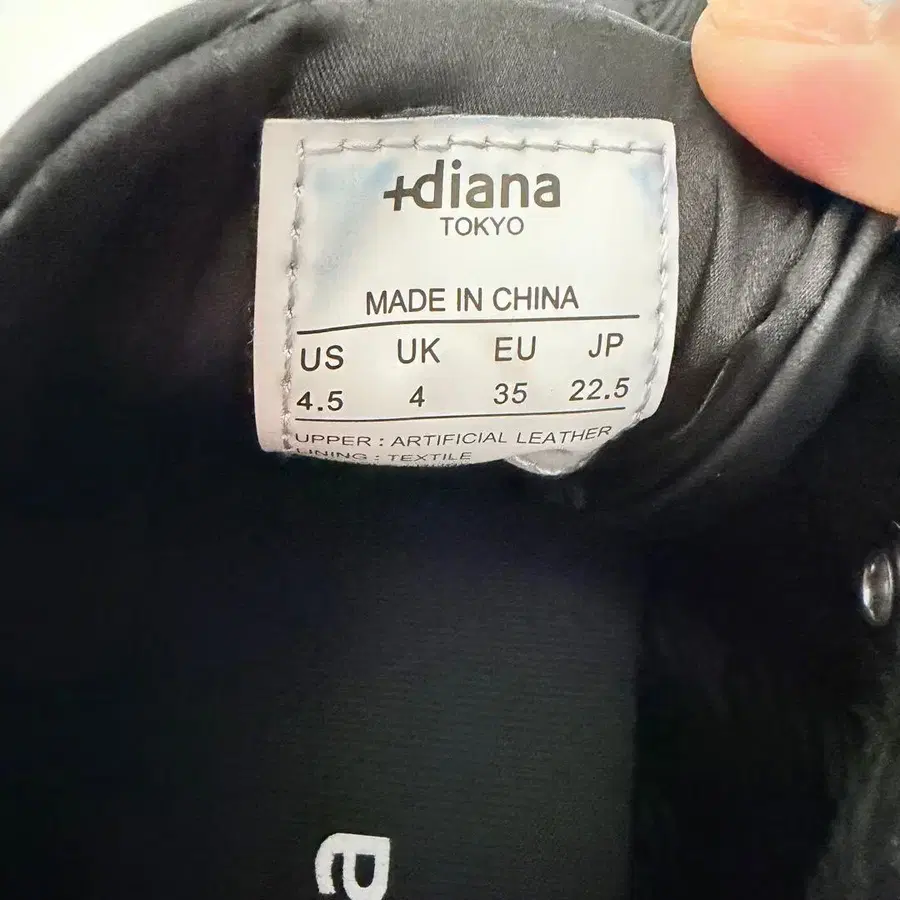 +diana
TOKYO
MADE IN CHINA
US UK EU JP
4.5 4 35 22.5
UPPER : ARTIFICIAL LEATHER
LINING : TEXTILE